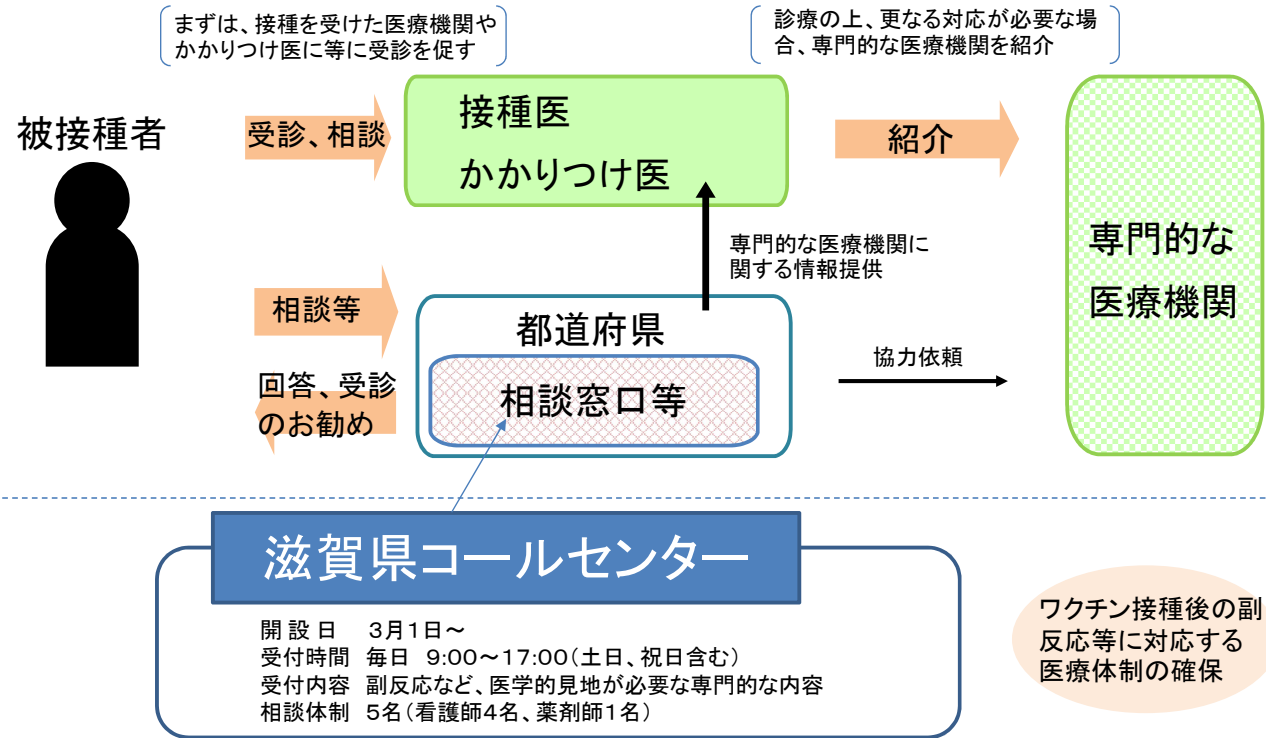 まずは、接種を受けた医療機関や
かかりつけ医に等に受診を促す
診療の上、更なる対応が必要な場
合、専門的な医療機関を紹介
被接種者
受診、相談
接種医
かかりつけ医
紹介
専門的な
医療機関
専門的な医療機関に
関する情報提供
相談等
都道府県
相談窓口等
回答、受診
のお勧め
協力依頼
滋賀県コールセンター
開設日 3月1日~
受付時間 毎日 9:00~17:00(土日、祝日含む)
受付内容 副反応など、医学的見地が必要な専門的な内容
相談体制 5名(看護師4名、薬剤師1名)
ワクチン接種後の副
反応等に対応する
医療体制の確保